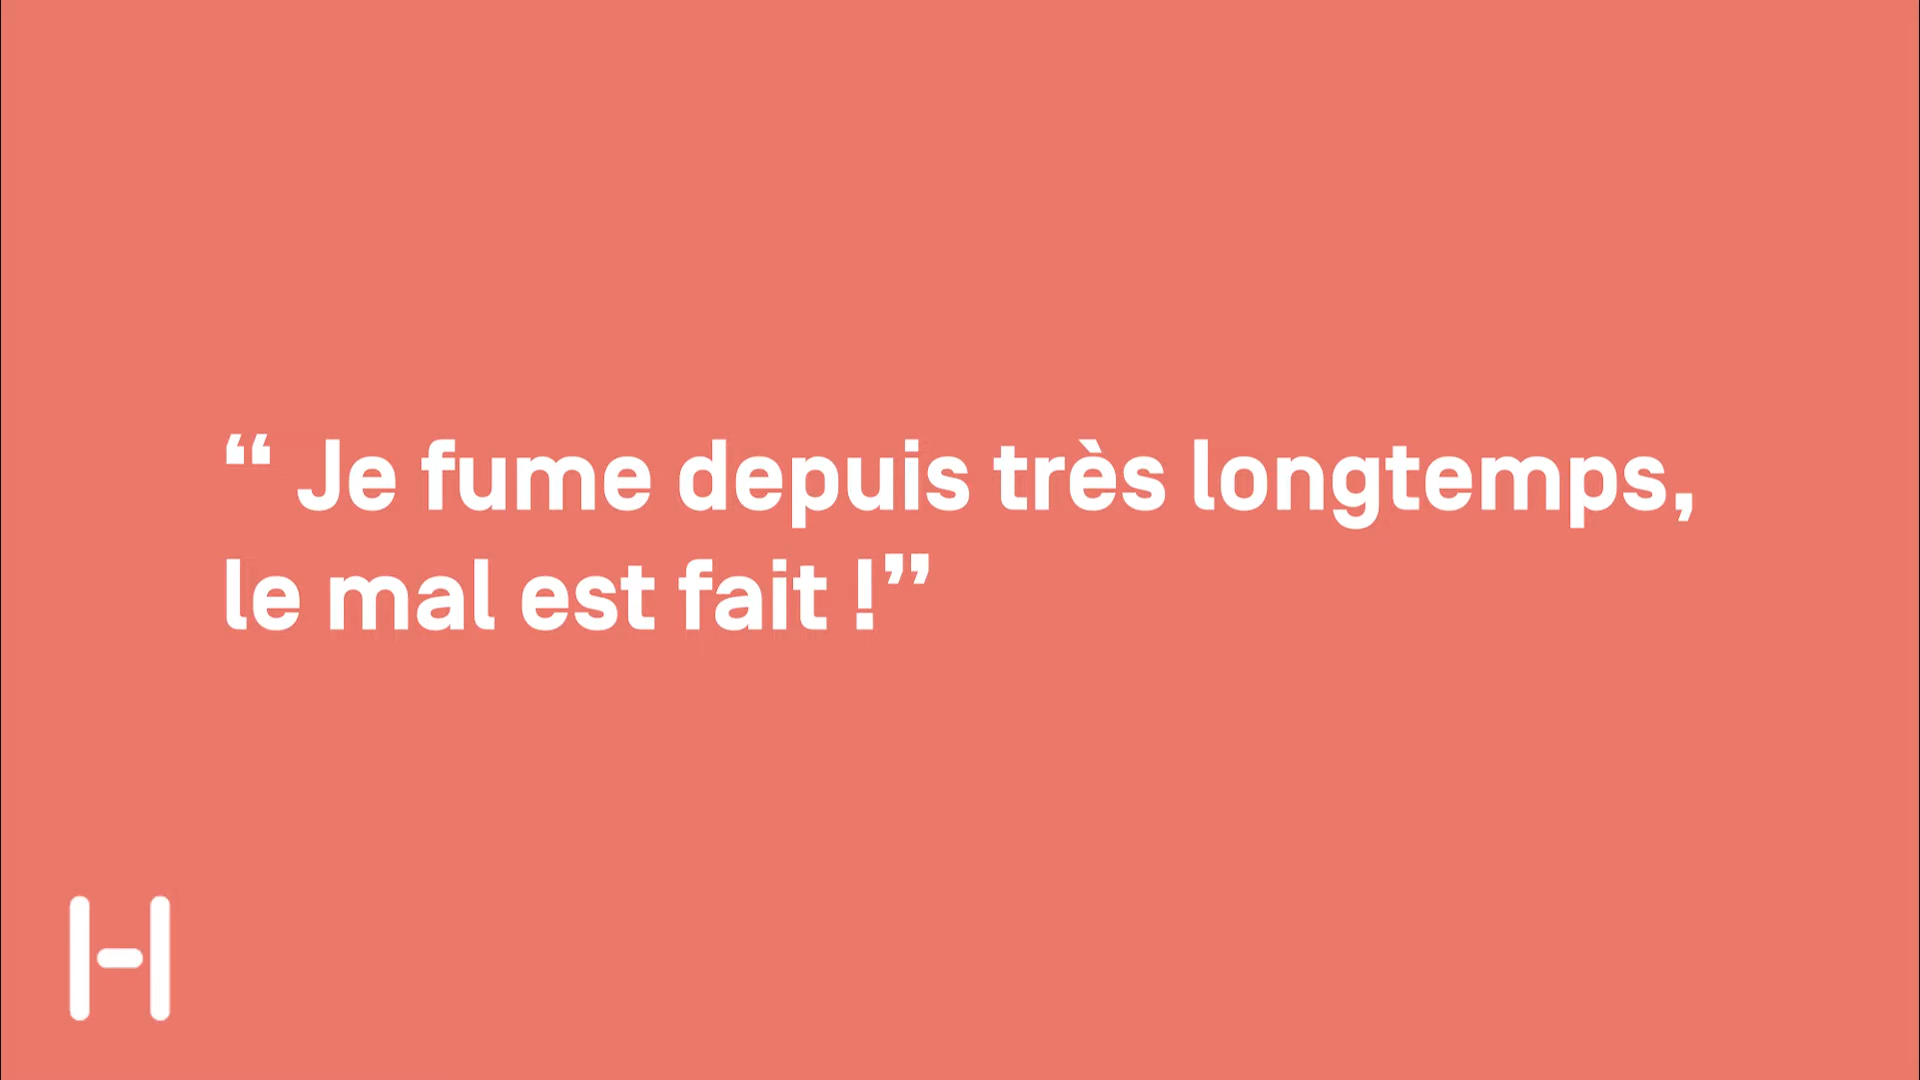 “ Je fume depuis très longtemps,
le mal est fait !”
H